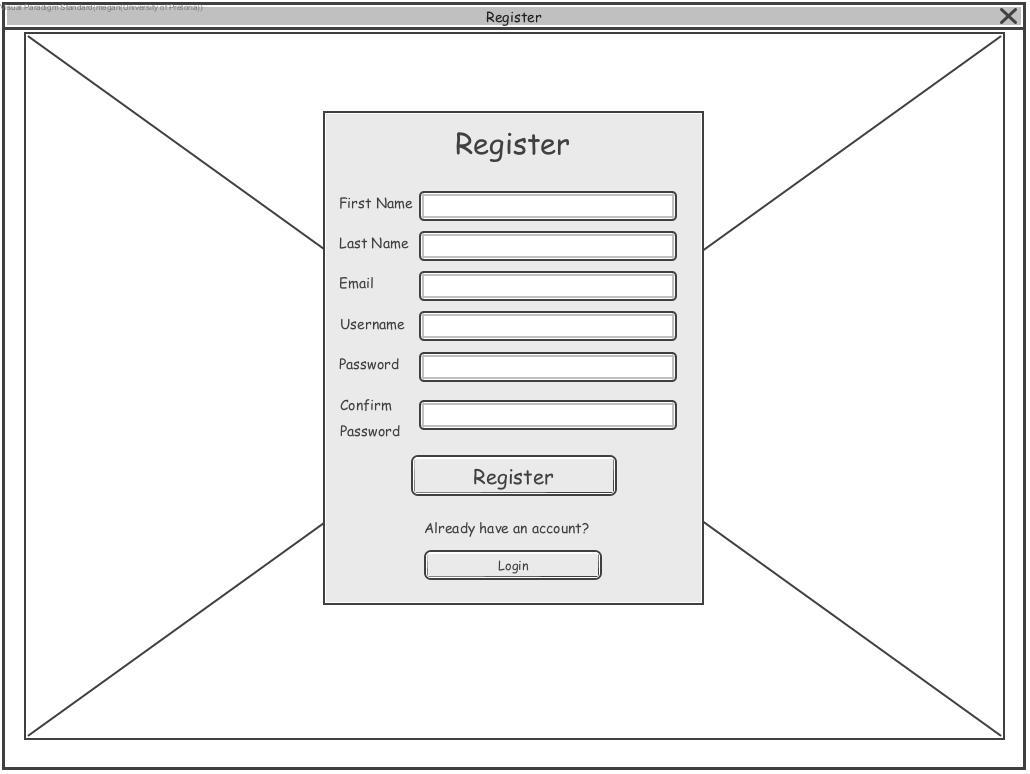 Visual Paradigm Standard(megan(University of Pretoria))
Register
Register
First Name
Last Name
Email
Username
Password
Confirm
Password
Register
Already have an account?
Login